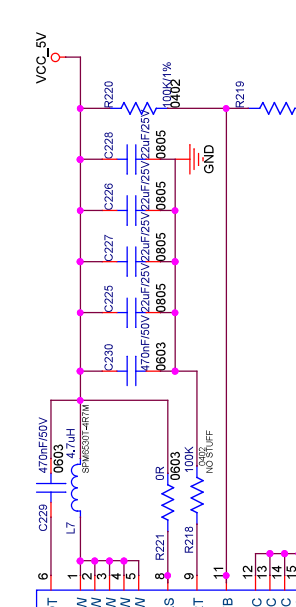 VCC_5V
R220
100K/1%
0402
R219
C228
22uF/25V
0805
GND
C226
22uF/25V
0805
C227
22uF/25V
0805
C225
22uF/25V
0805
C230
470nF/50V
0603
C229
470nF/50V
0603
L7
4.7uH
SPM6530T-4R7M
R221
0R
0603
R218
100K
0402
NO STUFF
6
1
2
3
4
5
8
9
11
12
13
14
15
T
W
W
W
W
W
S
T
B
C
C
C